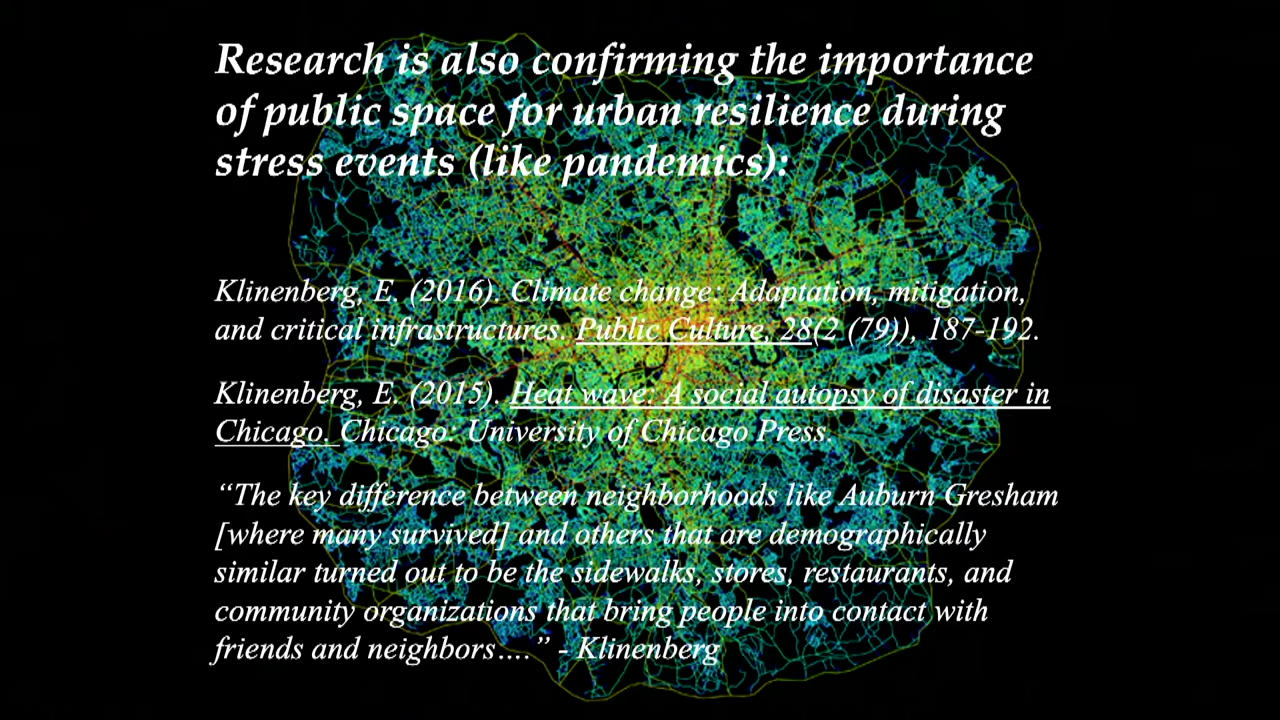 Research is also confirming the importance
of public space for urban resilience during
stress events (like pandemics):
Klinenberg, E. (2016). Climate change: Adaptation, mitigation,
and critical infrastructures. Public Culture, 28(2 (79)), 187-192.
Klinenberg, E. (2015). Heat wave: A social autopsy of disaster in
Chicago. Chicago: University of Chicago Press.
“The key difference between neighborhoods like Auburn Gresham
[where many survived] and others that are demographically
similar turned out to be the sidewalks, stores, restaurants, and
community organizations that bring people into contact with
friends and neighbors….” - Klinenberg